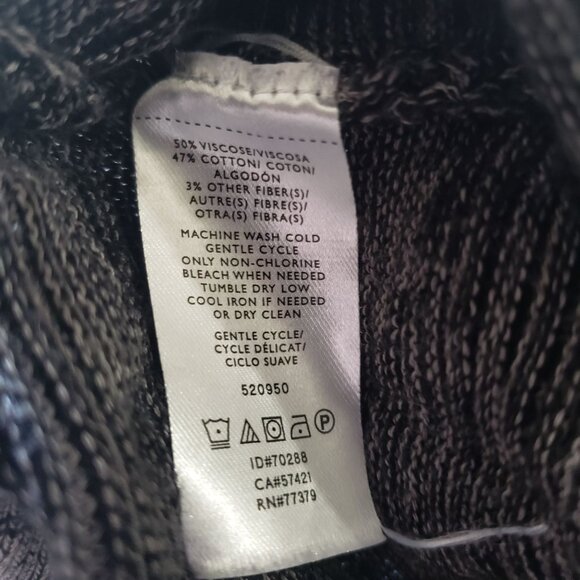 50% VISCOSE/VISCOSA
47% COTTON/ COTON/
ALGODÓN
3% OTHER FIBER(S)/
AUTRE(S) FIBRE(S)/
OTRA(S) FIBRA(S)
MACHINE WASH COLD
GENTLE CYCLE
ONLY NON-CHLORINE
BLEACH WHEN NEEDED
TUMBLE DRY LOW
COOL IRON IF NEEDED
OR DRY CLEAN
GENTLE CYCLE/
CYCLE DÉLICAT/
CICLO SUAVE
520950
P
ID#70288
CA#57421
RN#77379